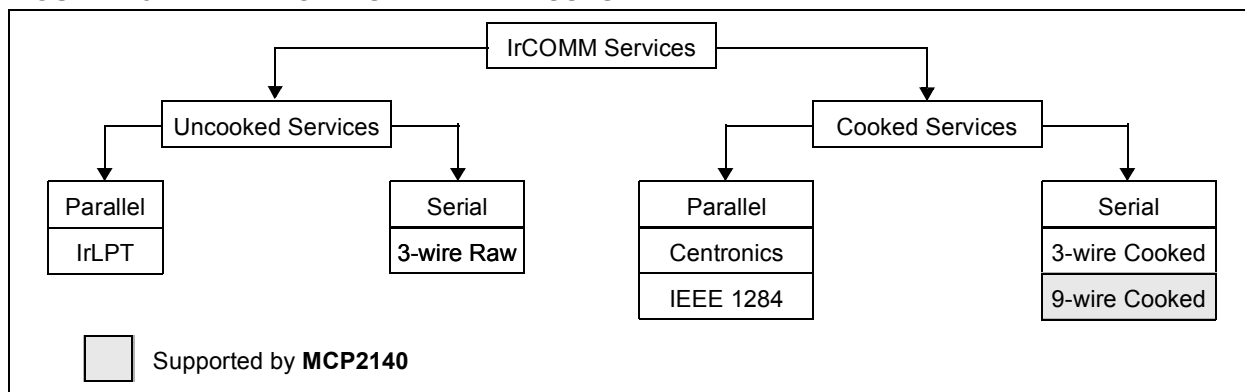 IrCOMM Services
Uncooked Services
Cooked Services
Parallel
IrLPT
Serial
3-wire Raw
Parallel
Centronics
IEEE 1284
Serial
3-wire Cooked
9-wire Cooked
Supported by MCP2140